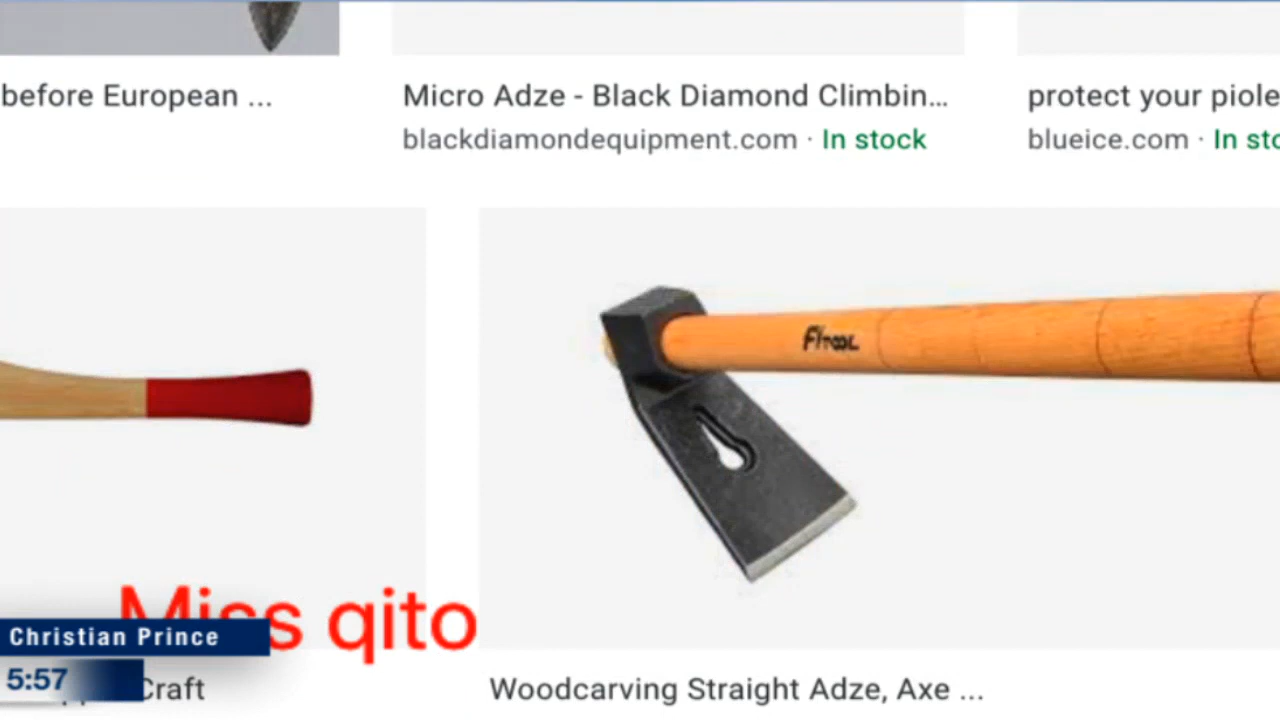 before European ...
Micro Adze - Black Diamond Climbin...
protect your piole
blackdiamondequipment.com · In stock
blueice.com · In sto
FTOOL
Miss qito
Christian Prince
5:57
Craft
Woodcarving Straight Adze, Axe ...